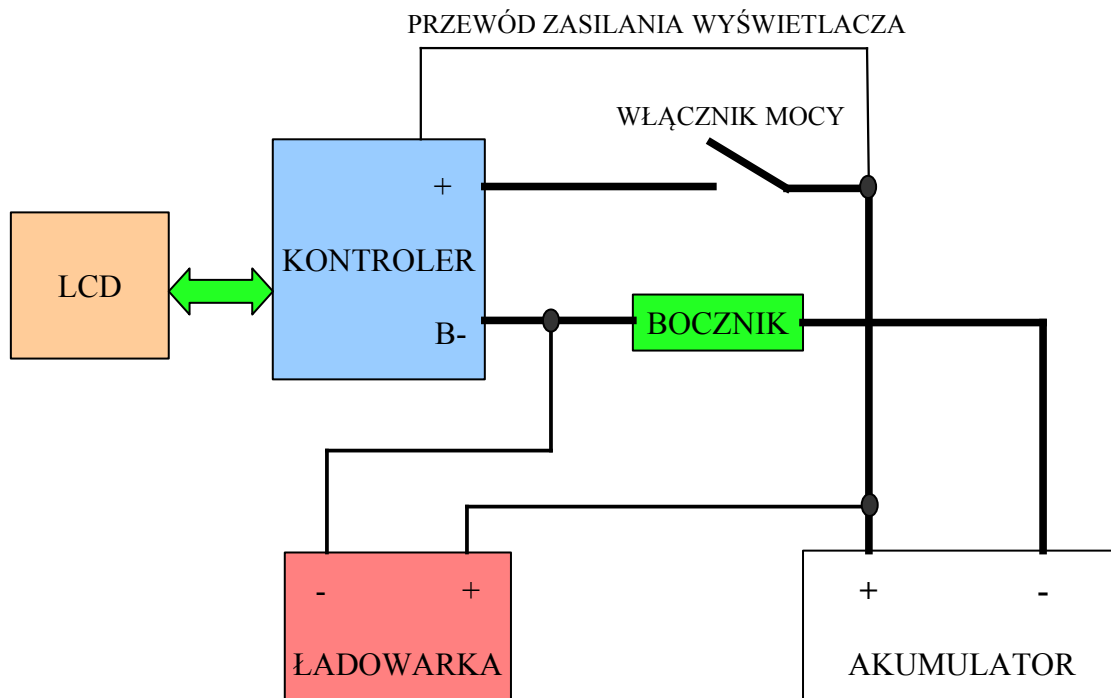 PRZEWÓD ZASILANIA WYŚWIETLACZA
WŁĄCZNIK MOCY
+
LCD
KONTROLER
B-
BOCZNIK
- +
ŁADOWARKA
+ -
AKUMULATOR